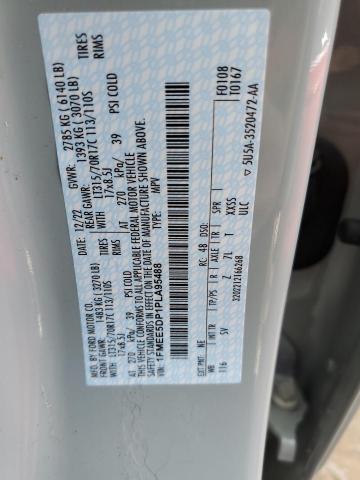 MFD. BY FORD MOTOR CO.
12/22
GVWR: 2785 KG ( 6140 LB)
FRONT GAWR: 1483 KG ( 3270 LB)
REAR GAWR: 1393 KG ( 3070 LB)
WITH LT315/70R17C 113/110S TIRES
WITH LT315/70R17C 113/110S TIRES
17x8.5J RIMS
17x8.5J RIMS
AT 270 kPa/ 39 PSI COLD
AT 270 kPa/ 39 PSI COLD
THIS VEHICLE CONFORMS TO ALL APPLICABLE FEDERAL MOTOR VEHICLE
SAFETY STANDARDS IN EFFECT ON THE DATE OF MANUFACTURE SHOWN ABOVE.
VIN: 1FMEE5DP1PLA95488
TYPE: MPV
F0108
T0167
EXT PNT: NE RC: 48 DSO:
WB INT TR TP/PS R AXLE TR SPR
116 5V Z 7L T XXSS
ULC
5U5A-3520472-AA